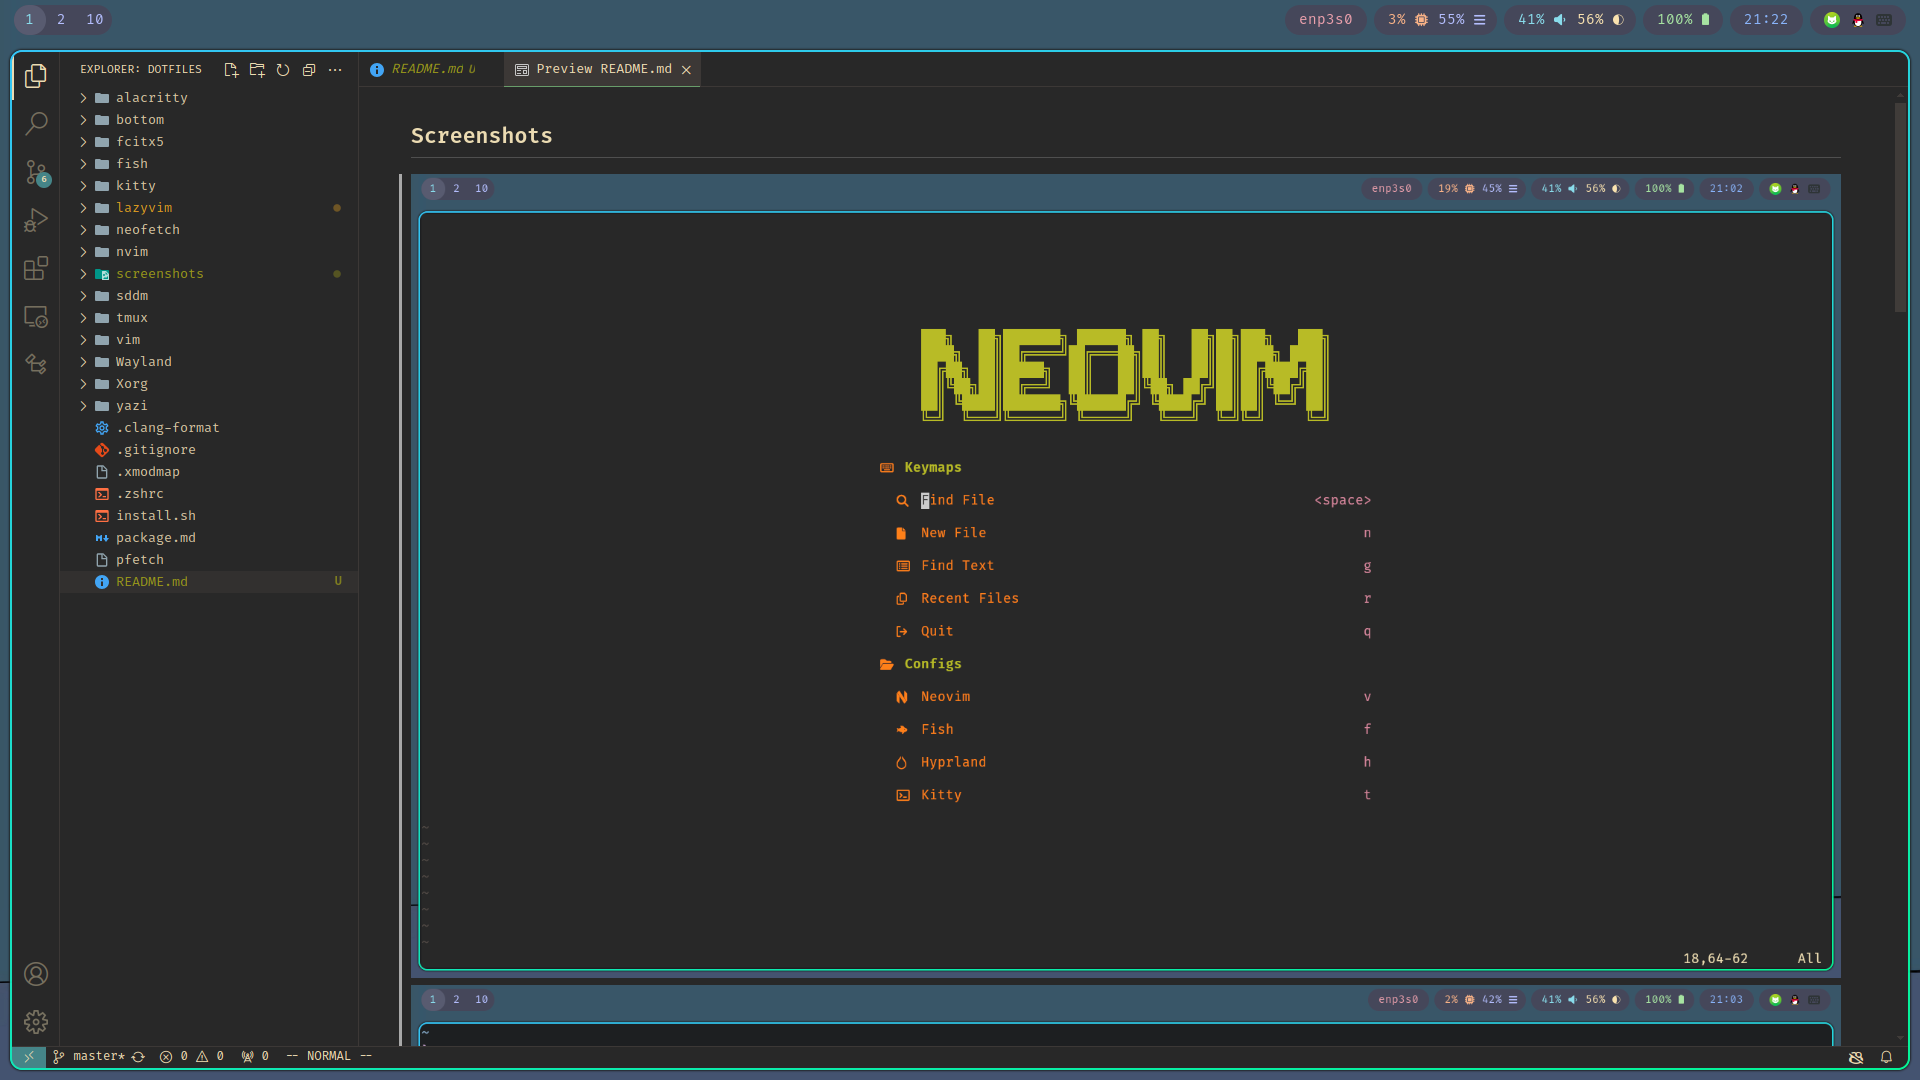 1 2 10 enp3s0 3% 55% 41% 56% 100% 21:22
EXPLORER: DOTFILES
README.md U
Preview README.md
alacritty
bottom
fcitx5
fish
kitty
lazyvim
neofetch
nvim
screenshots
sddm
tmux
vim
Wayland
Xorg
yazi
.clang-format
.gitignore
.xmodmap
.zshrc
install.sh
package.md
pfetch
README.md U
6
Screenshots
1 2 10 enp3s0 19% 45% 41% 56% 100% 21:02
NEOVIM
Keymaps
Find File <space>
New File n
Find Text g
Recent Files r
Quit q
Configs
Neovim v
Fish f
Hyprland h
Kitty t
~
~
~
~
~
~
~
~
18,64-62 All
1 2 10 enp3s0 2% 42% 41% 56% 100% 21:03
~
master* 0 0 0 -- NORMAL --